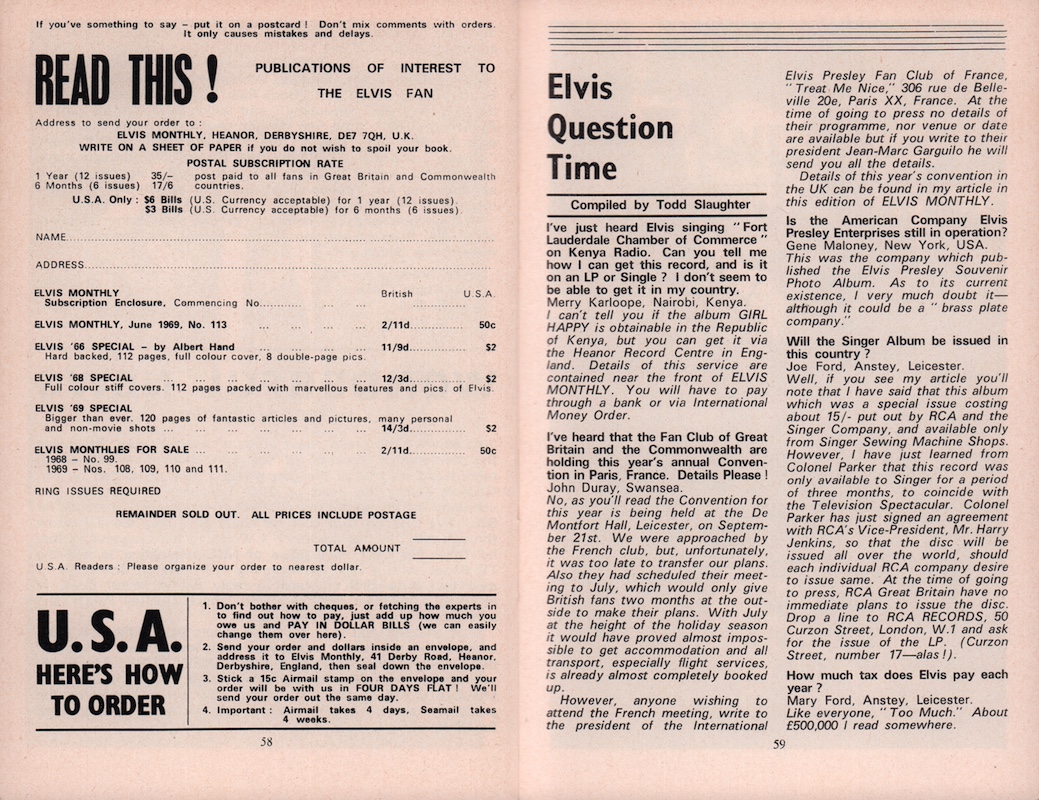 If you've something to say – put it on a postcard ! Don't mix comments with orders.
It only causes mistakes and delays.
READ THIS !
PUBLICATIONS OF INTEREST TO
THE ELVIS FAN
Address to send your order to :
ELVIS MONTHLY, HEANOR, DERBYSHIRE, DE7 7QH, U.K.
WRITE ON A SHEET OF PAPER if you do not wish to spoil your book.
POSTAL SUBSCRIPTION RATE
1 Year (12 issues) 35/– post paid to all fans in Great Britain and Commonwealth
6 Months (6 issues) 17/6 countries.
U.S.A. Only : $6 Bills (U.S. Currency acceptable) for 1 year (12 issues).
$3 Bills (U.S. Currency acceptable) for 6 months (6 issues).
NAME
ADDRESS
ELVIS MONTHLY British U.S.A.
Subscription Enclosure, Commencing No.
ELVIS MONTHLY, June 1969, No. 113 ... ... ... ... 2/11d. 50c
ELVIS '66 SPECIAL – by Albert Hand ... ... ... ... 11/9d. $2
Hard backed, 112 pages, full colour cover, 8 double-page pics.
ELVIS '68 SPECIAL ... ... ... ... ... ... ... 12/3d. $2
Full colour stiff covers. 112 pages packed with marvellous features and pics. of Elvis.
ELVIS '69 SPECIAL
Bigger than ever. 120 pages of fantastic articles and pictures, many personal
and non-movie shots ... ... ... ... ... ... 14/3d. $2
ELVIS MONTHLIES FOR SALE ... ... ... ... ... 2/11d. 50c
1968 – No. 99.
1969 – Nos. 108, 109, 110 and 111.
RING ISSUES REQUIRED
REMAINDER SOLD OUT. ALL PRICES INCLUDE POSTAGE
TOTAL AMOUNT
U.S.A. Readers : Please organize your order to nearest dollar.
U.S.A.
HERE'S HOW
TO ORDER
1. Don't bother with cheques, or fetching the experts in
to find out how to pay, just add up how much you
owe us and PAY IN DOLLAR BILLS (we can easily
change them over here).
2. Send your order and dollars inside an envelope, and
address it to Elvis Monthly, 41 Derby Road, Heanor,
Derbyshire, England, then seal down the envelope.
3. Stick a 15c Airmail stamp on the envelope and your
order will be with us in FOUR DAYS FLAT ! We'll
send your order out the same day.
4. Important : Airmail takes 4 days, Seamail takes
4 weeks.
58
Elvis
Question
Time
Compiled by Todd Slaughter
I've just heard Elvis singing "Fort
Lauderdale Chamber of Commerce"
on Kenya Radio. Can you tell me
how I can get this record, and is it
on an LP or Single ? I don't seem to
be able to get it in my country.
Merry Karloope, Nairobi, Kenya.
I can't tell you if the album GIRL
HAPPY is obtainable in the Republic
of Kenya, but you can get it via
the Heanor Record Centre in Eng-
land. Details of this service are
contained near the front of ELVIS
MONTHLY. You will have to pay
through a bank or via International
Money Order.
I've heard that the Fan Club of Great
Britain and the Commonwealth are
holding this year's annual Conven-
tion in Paris, France. Details Please !
John Duray, Swansea.
No, as you'll read the Convention for
this year is being held at the De
Montfort Hall, Leicester, on Septem-
ber 21st. We were approached by
the French club, but, unfortunately,
it was too late to transfer our plans.
Also they had scheduled their meet-
ing to July, which would only give
British fans two months at the out-
side to make their plans. With July
at the height of the holiday season
it would have proved almost impos-
sible to get accommodation and all
transport, especially flight services,
is already almost completely booked
up.
However, anyone wishing to
attend the French meeting, write to
the president of the International
Elvis Presley Fan Club of France,
"Treat Me Nice," 306 rue de Belle-
ville 20e, Paris XX, France. At the
time of going to press no details of
their programme, nor venue or date
are available but if you write to their
president Jean-Marc Garguilo he will
send you all the details.
Details of this year's convention in
the UK can be found in my article in
this edition of ELVIS MONTHLY.
Is the American Company Elvis
Presley Enterprises still in operation?
Gene Maloney, New York, USA.
This was the company which pub-
lished the Elvis Presley Souvenir
Photo Album. As to its current
existence, I very much doubt it—
although it could be a "brass plate
company."
Will the Singer Album be issued in
this country ?
Joe Ford, Anstey, Leicester.
Well, if you see my article you'll
note that I have said that this album
which was a special issue costing
about 15/- put out by RCA and the
Singer Company, and available only
from Singer Sewing Machine Shops.
However, I have just learned from
Colonel Parker that this record was
only available to Singer for a period
of three months, to coincide with
the Television Spectacular. Colonel
Parker has just signed an agreement
with RCA's Vice-President, Mr. Harry
Jenkins, so that the disc will be
issued all over the world, should
each individual RCA company desire
to issue same. At the time of going
to press, RCA Great Britain have no
immediate plans to issue the disc.
Drop a line to RCA RECORDS, 50
Curzon Street, London, W.1 and ask
for the issue of the LP. (Curzon
Street, number 17—alas !).
How much tax does Elvis pay each
year ?
Mary Ford, Anstey, Leicester.
Like everyone, "Too Much." About
£500,000 I read somewhere.
59